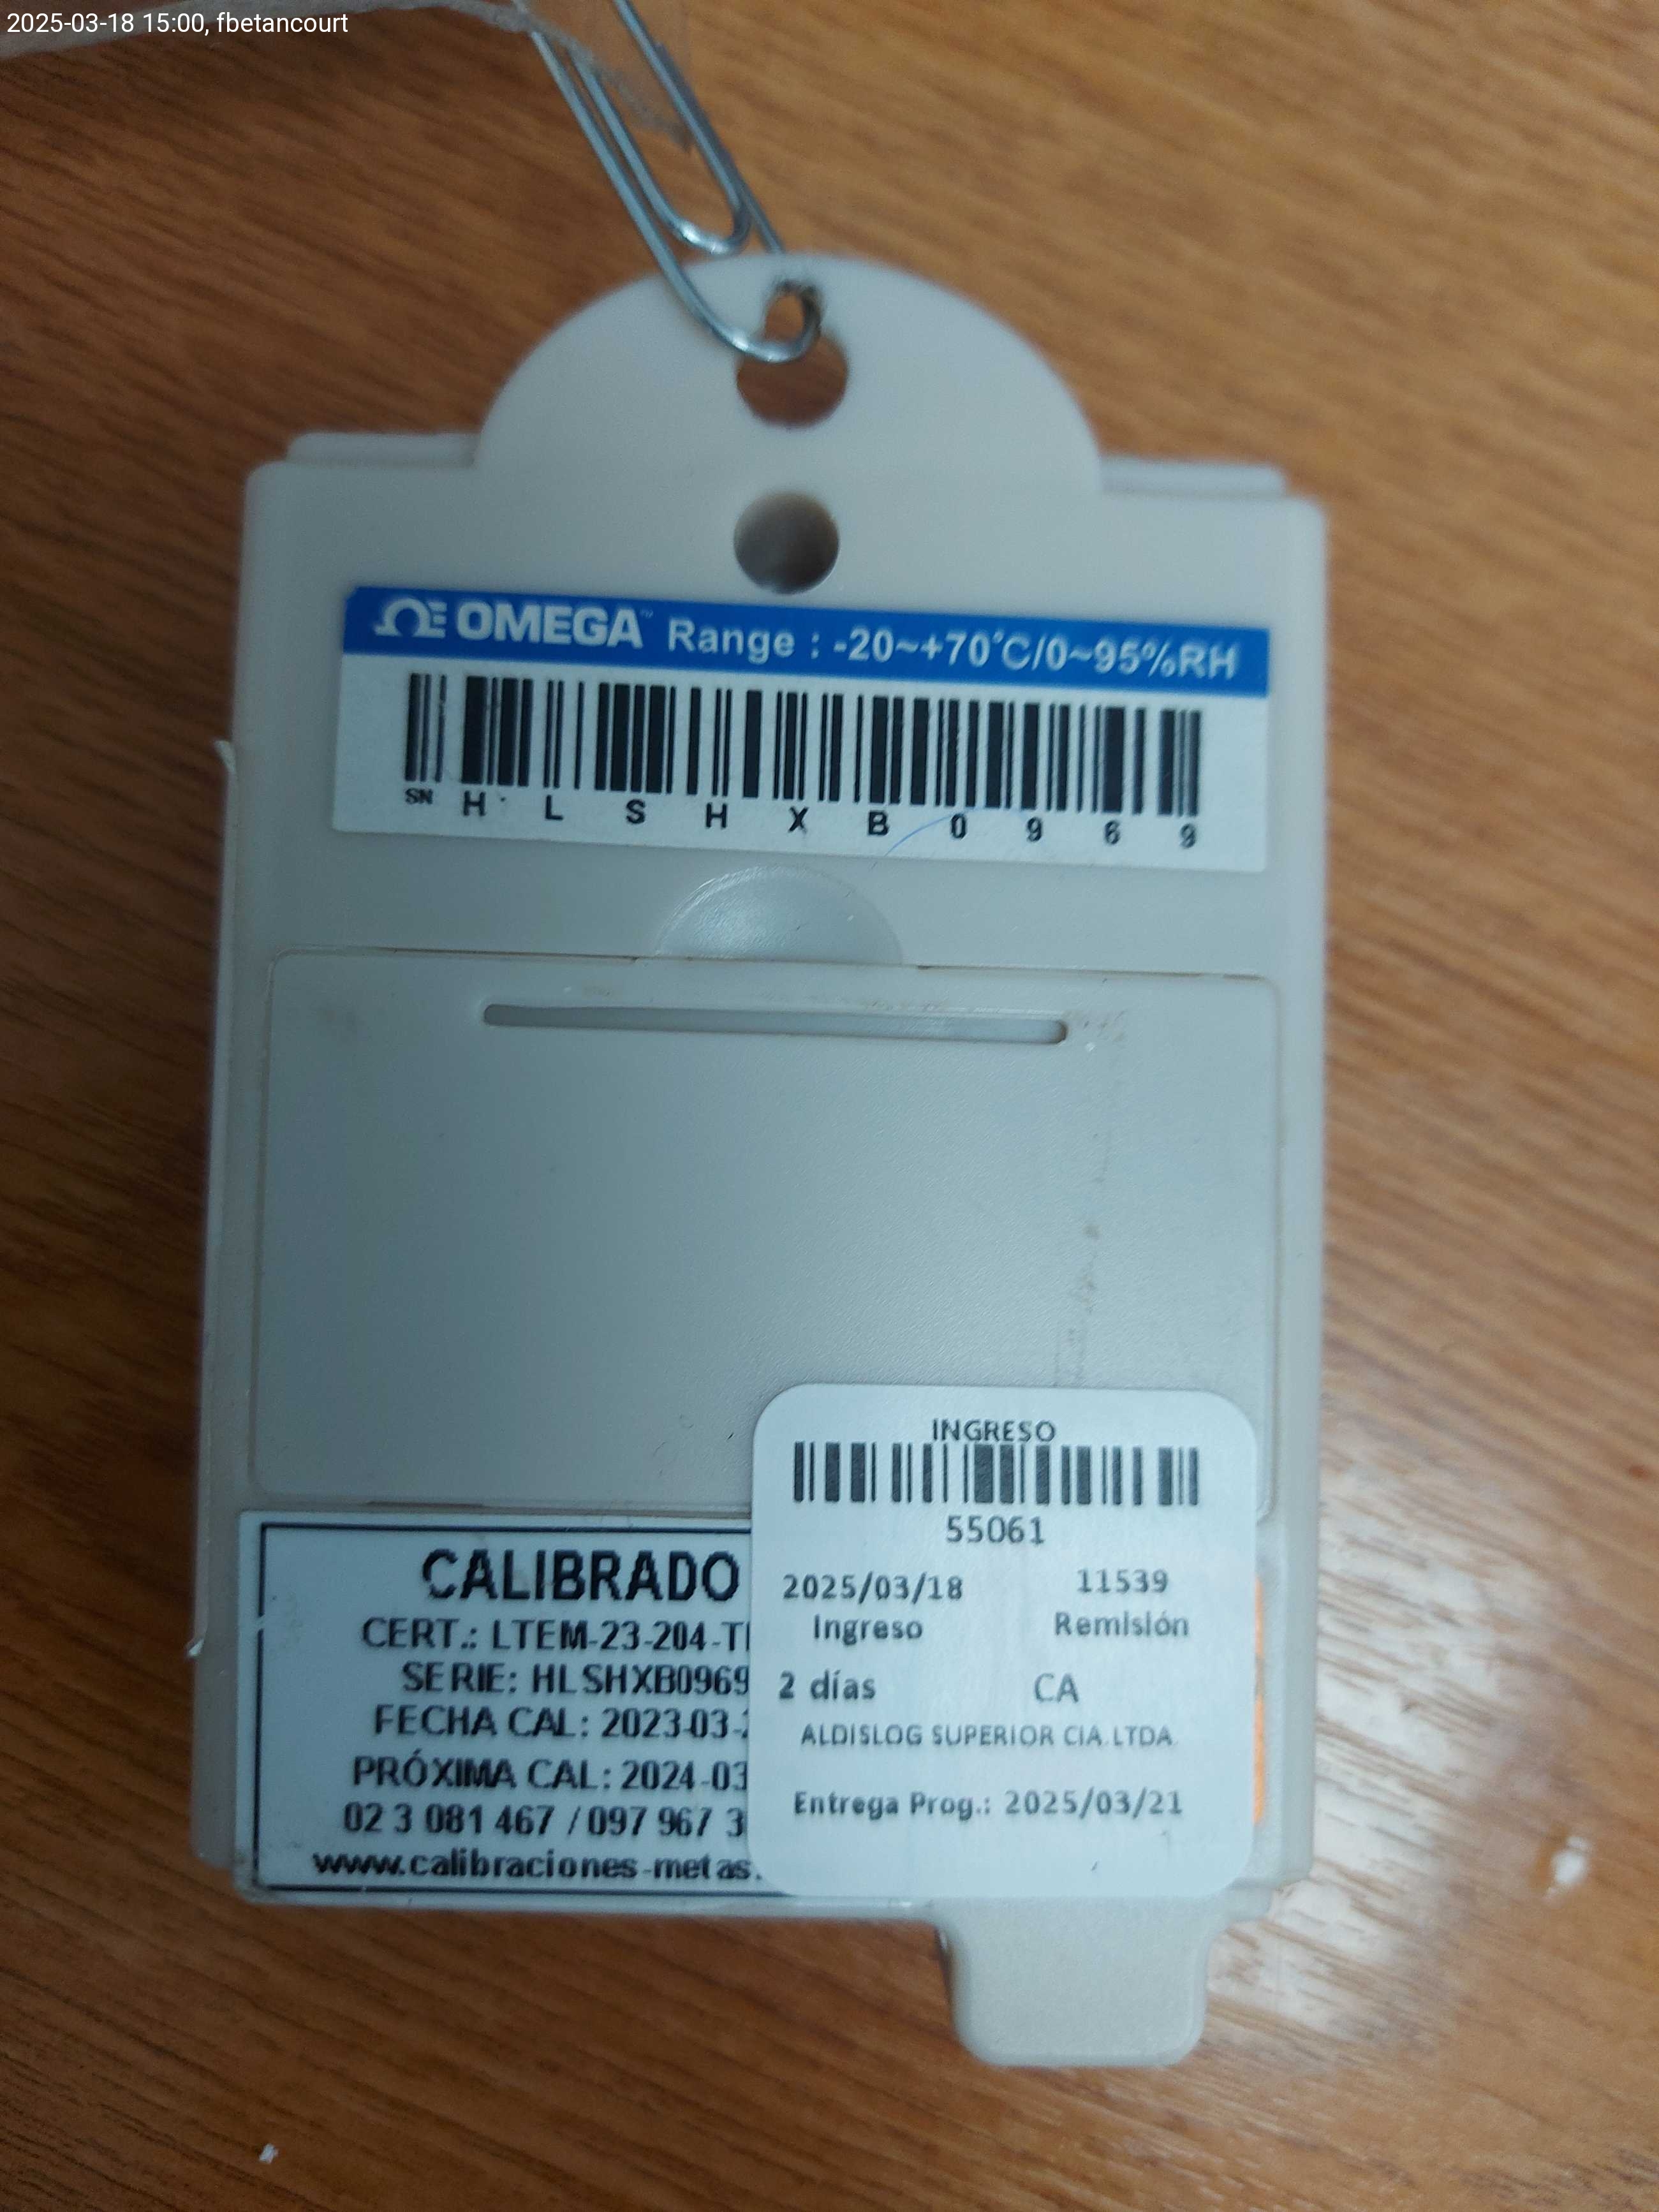 2025-03-18 15:00, fbetancourt
OMEGA™ Range : -20~+70°C/0~95%RH
SN H L S H X B 0 9 6 9
INGRESO
55061
2025/03/18 11539
Ingreso Remisión
2 días CA
ALDISLOG SUPERIOR CIA.LTDA.
Entrega Prog.: 2025/03/21
CALIBRADO
CERT.: LTEM-23-204-T
SERIE: HLSHXB0969
FECHA CAL: 2023-03-
PRÓXIMA CAL: 2024-03
02 3 081 467 / 097 967 3
www.calibraciones-metas.